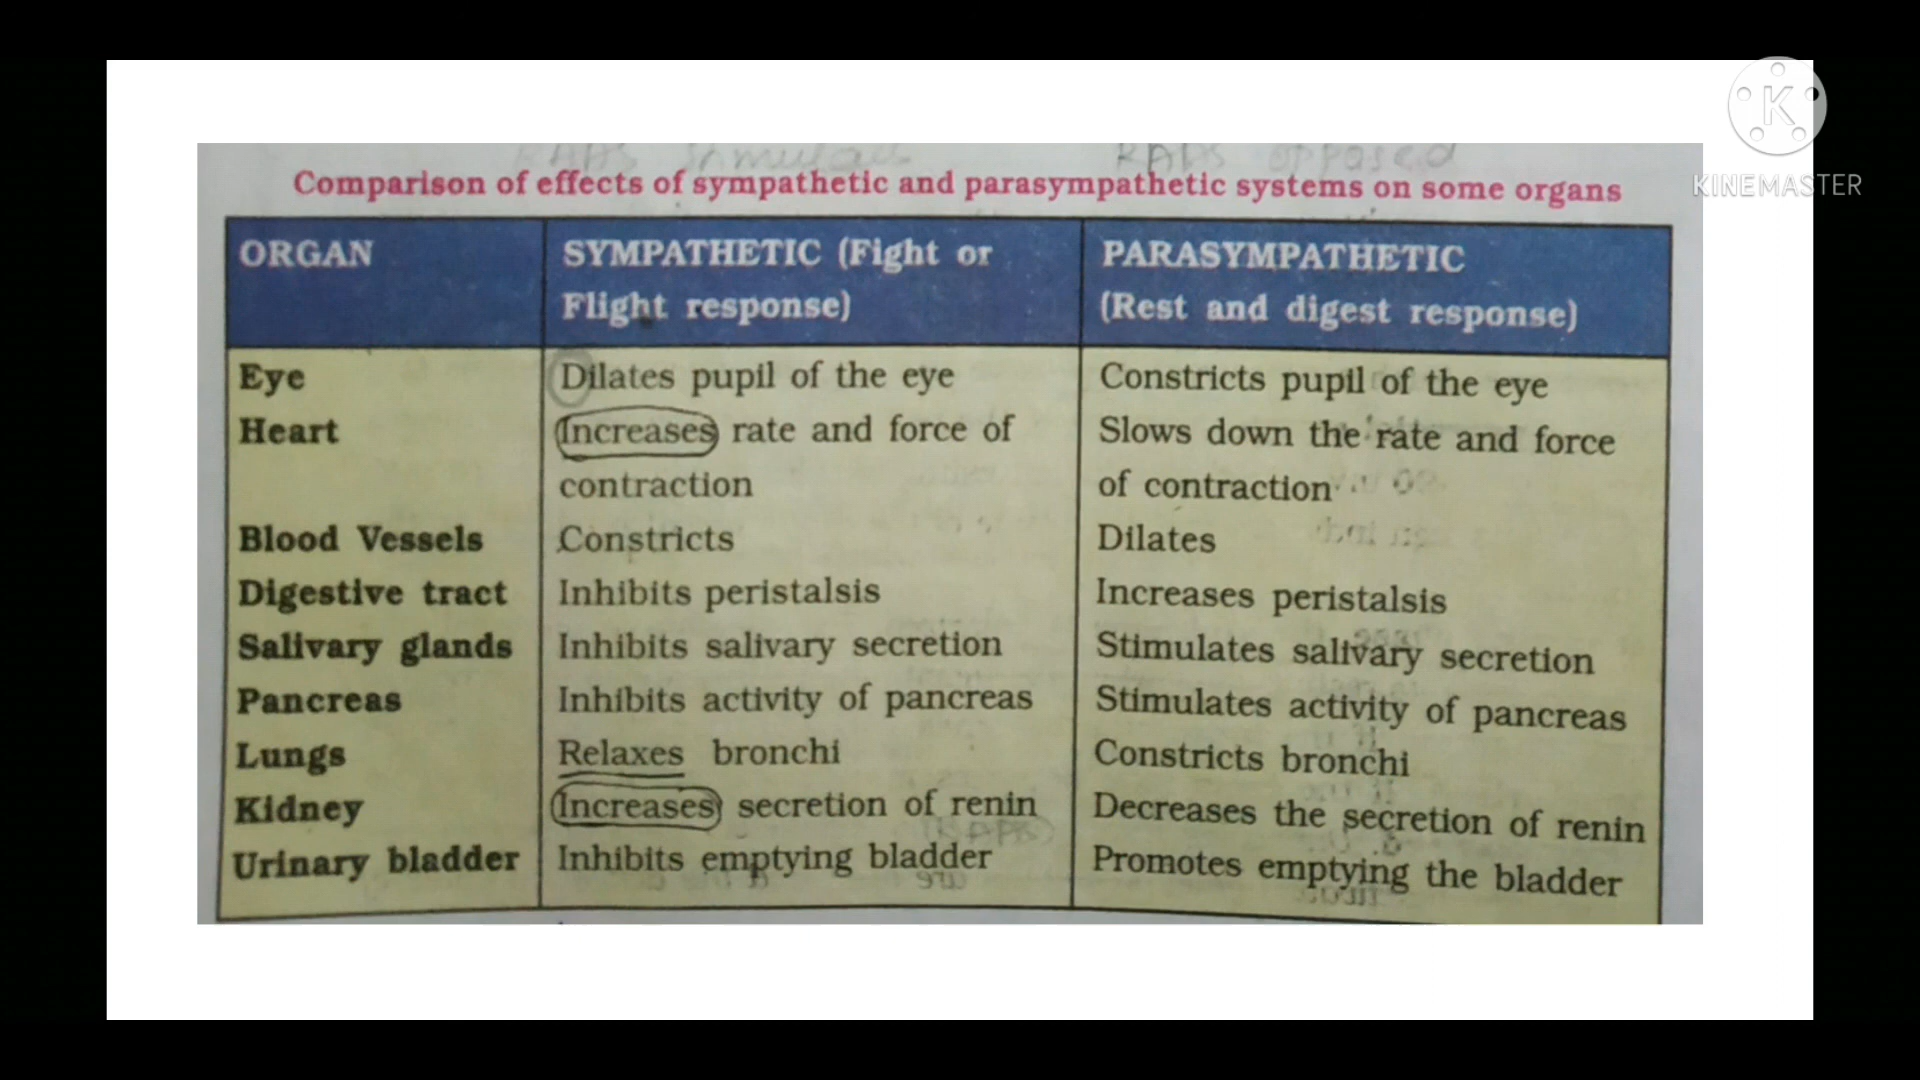 K
KINEMASTER
RAAS opposed
Comparison of effects of sympathetic and parasympathetic systems on some organs
ORGAN
SYMPATHETIC (Fight or
Flight response)
PARASYMPATHETIC
(Rest and digest response)
Eye
Dilates pupil of the eye
Constricts pupil of the eye
Heart
Increases rate and force of
contraction
Slows down the rate and force
of contraction
Blood Vessels
Constricts
Dilates
Digestive tract
Inhibits peristalsis
Increases peristalsis
Salivary glands
Inhibits salivary secretion
Stimulates salivary secretion
Pancreas
Inhibits activity of pancreas
Stimulates activity of pancreas
Lungs
Relaxes bronchi
Constricts bronchi
Kidney
Increases secretion of renin
Decreases the secretion of renin
Urinary bladder
Inhibits emptying bladder
Promotes emptying the bladder